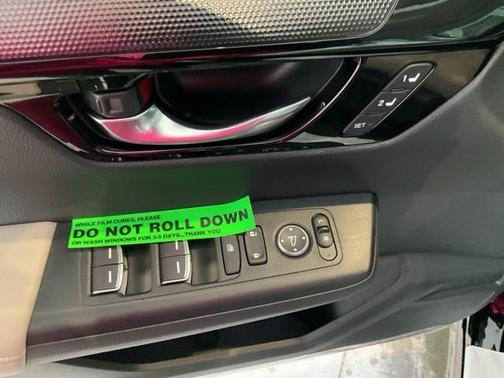 1
2
SET
WHILE FILM CURES, PLEASE
DO NOT ROLL DOWN
OR WASH WINDOWS FOR 3-5 DAYS...THANK YOU